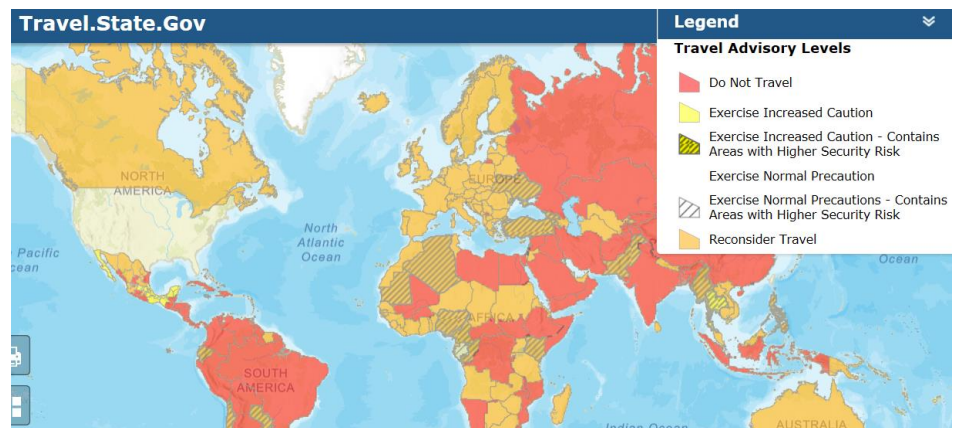 Travel.State.Gov
Legend
Travel Advisory Levels
Do Not Travel
Exercise Increased Caution
Exercise Increased Caution - Contains
Areas with Higher Security Risk
Exercise Normal Precaution
Exercise Normal Precautions - Contains
Areas with Higher Security Risk
Reconsider Travel
NORTH
AMERICA
EUROPE
North
Atlantic
Ocean
Pacific
cean
Ocean
AFRICA
SOUTH
AMERICA
Indian Ocean
AUSTRALIA